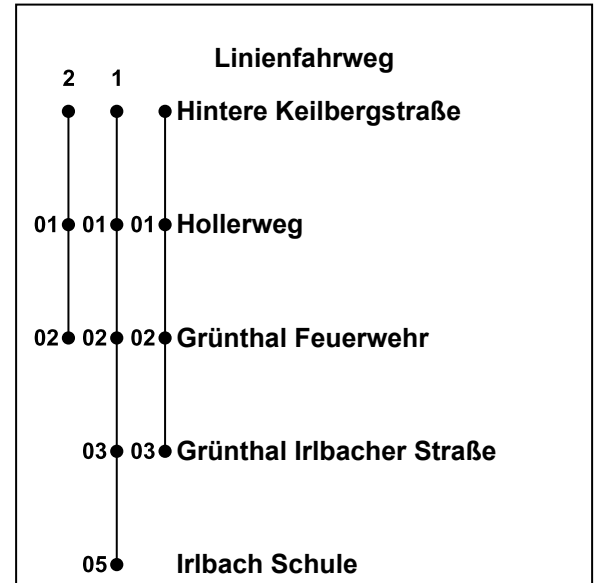 Linienfahrweg
2 1
Hintere Keilbergstraße
01 01 01 Hollerweg
02 02 02 Grünthal Feuerwehr
03 03 Grünthal Irlbacher Straße
05 Irlbach Schule